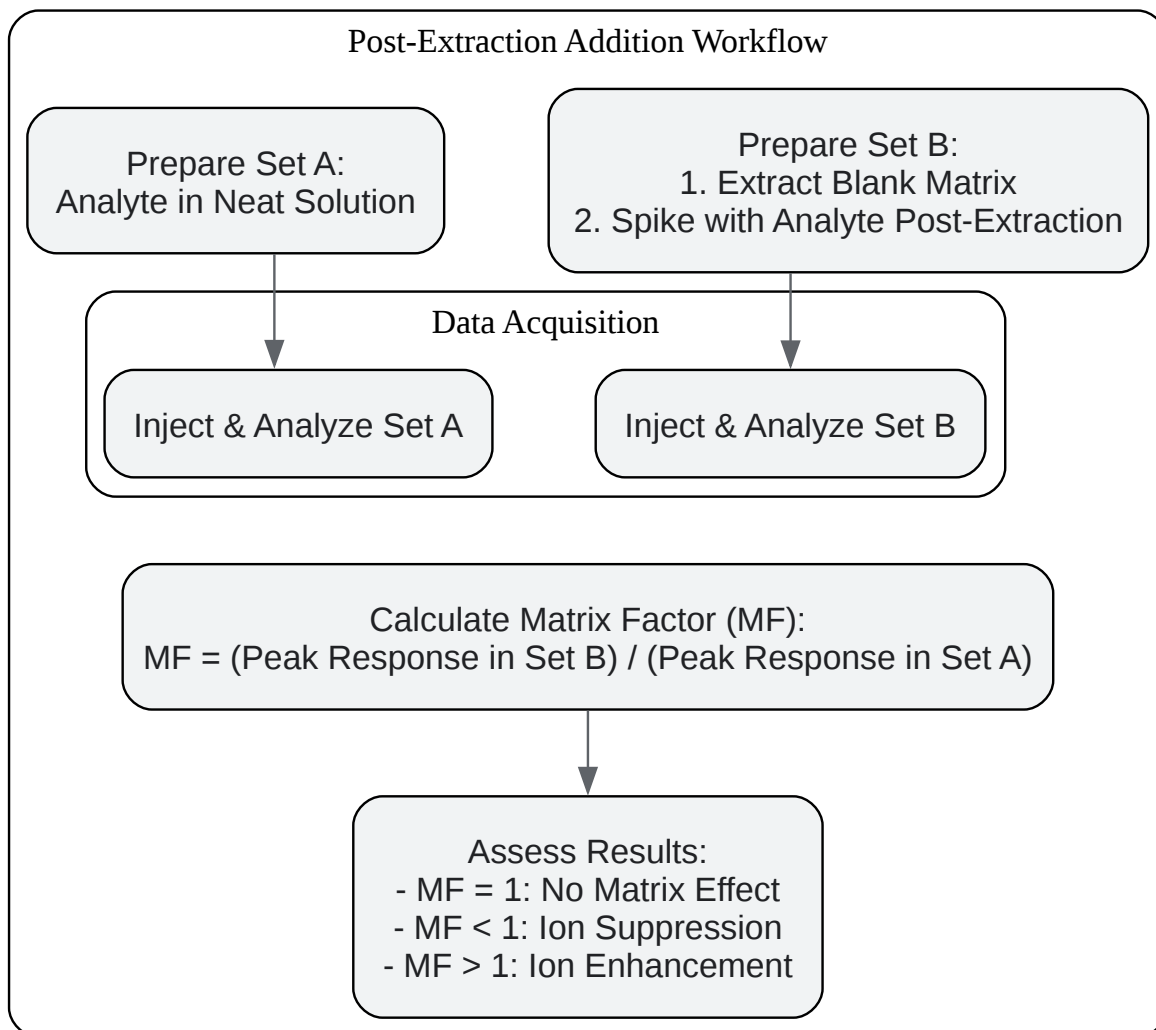 Post-Extraction Addition Workflow
Prepare Set A:
Analyte in Neat Solution
Prepare Set B:
1. Extract Blank Matrix
2. Spike with Analyte Post-Extraction
Data Acquisition
Inject & Analyze Set A
Inject & Analyze Set B
Calculate Matrix Factor (MF):
MF = (Peak Response in Set B) / (Peak Response in Set A)
Assess Results:
- MF = 1: No Matrix Effect
- MF < 1: Ion Suppression
- MF > 1: Ion Enhancement